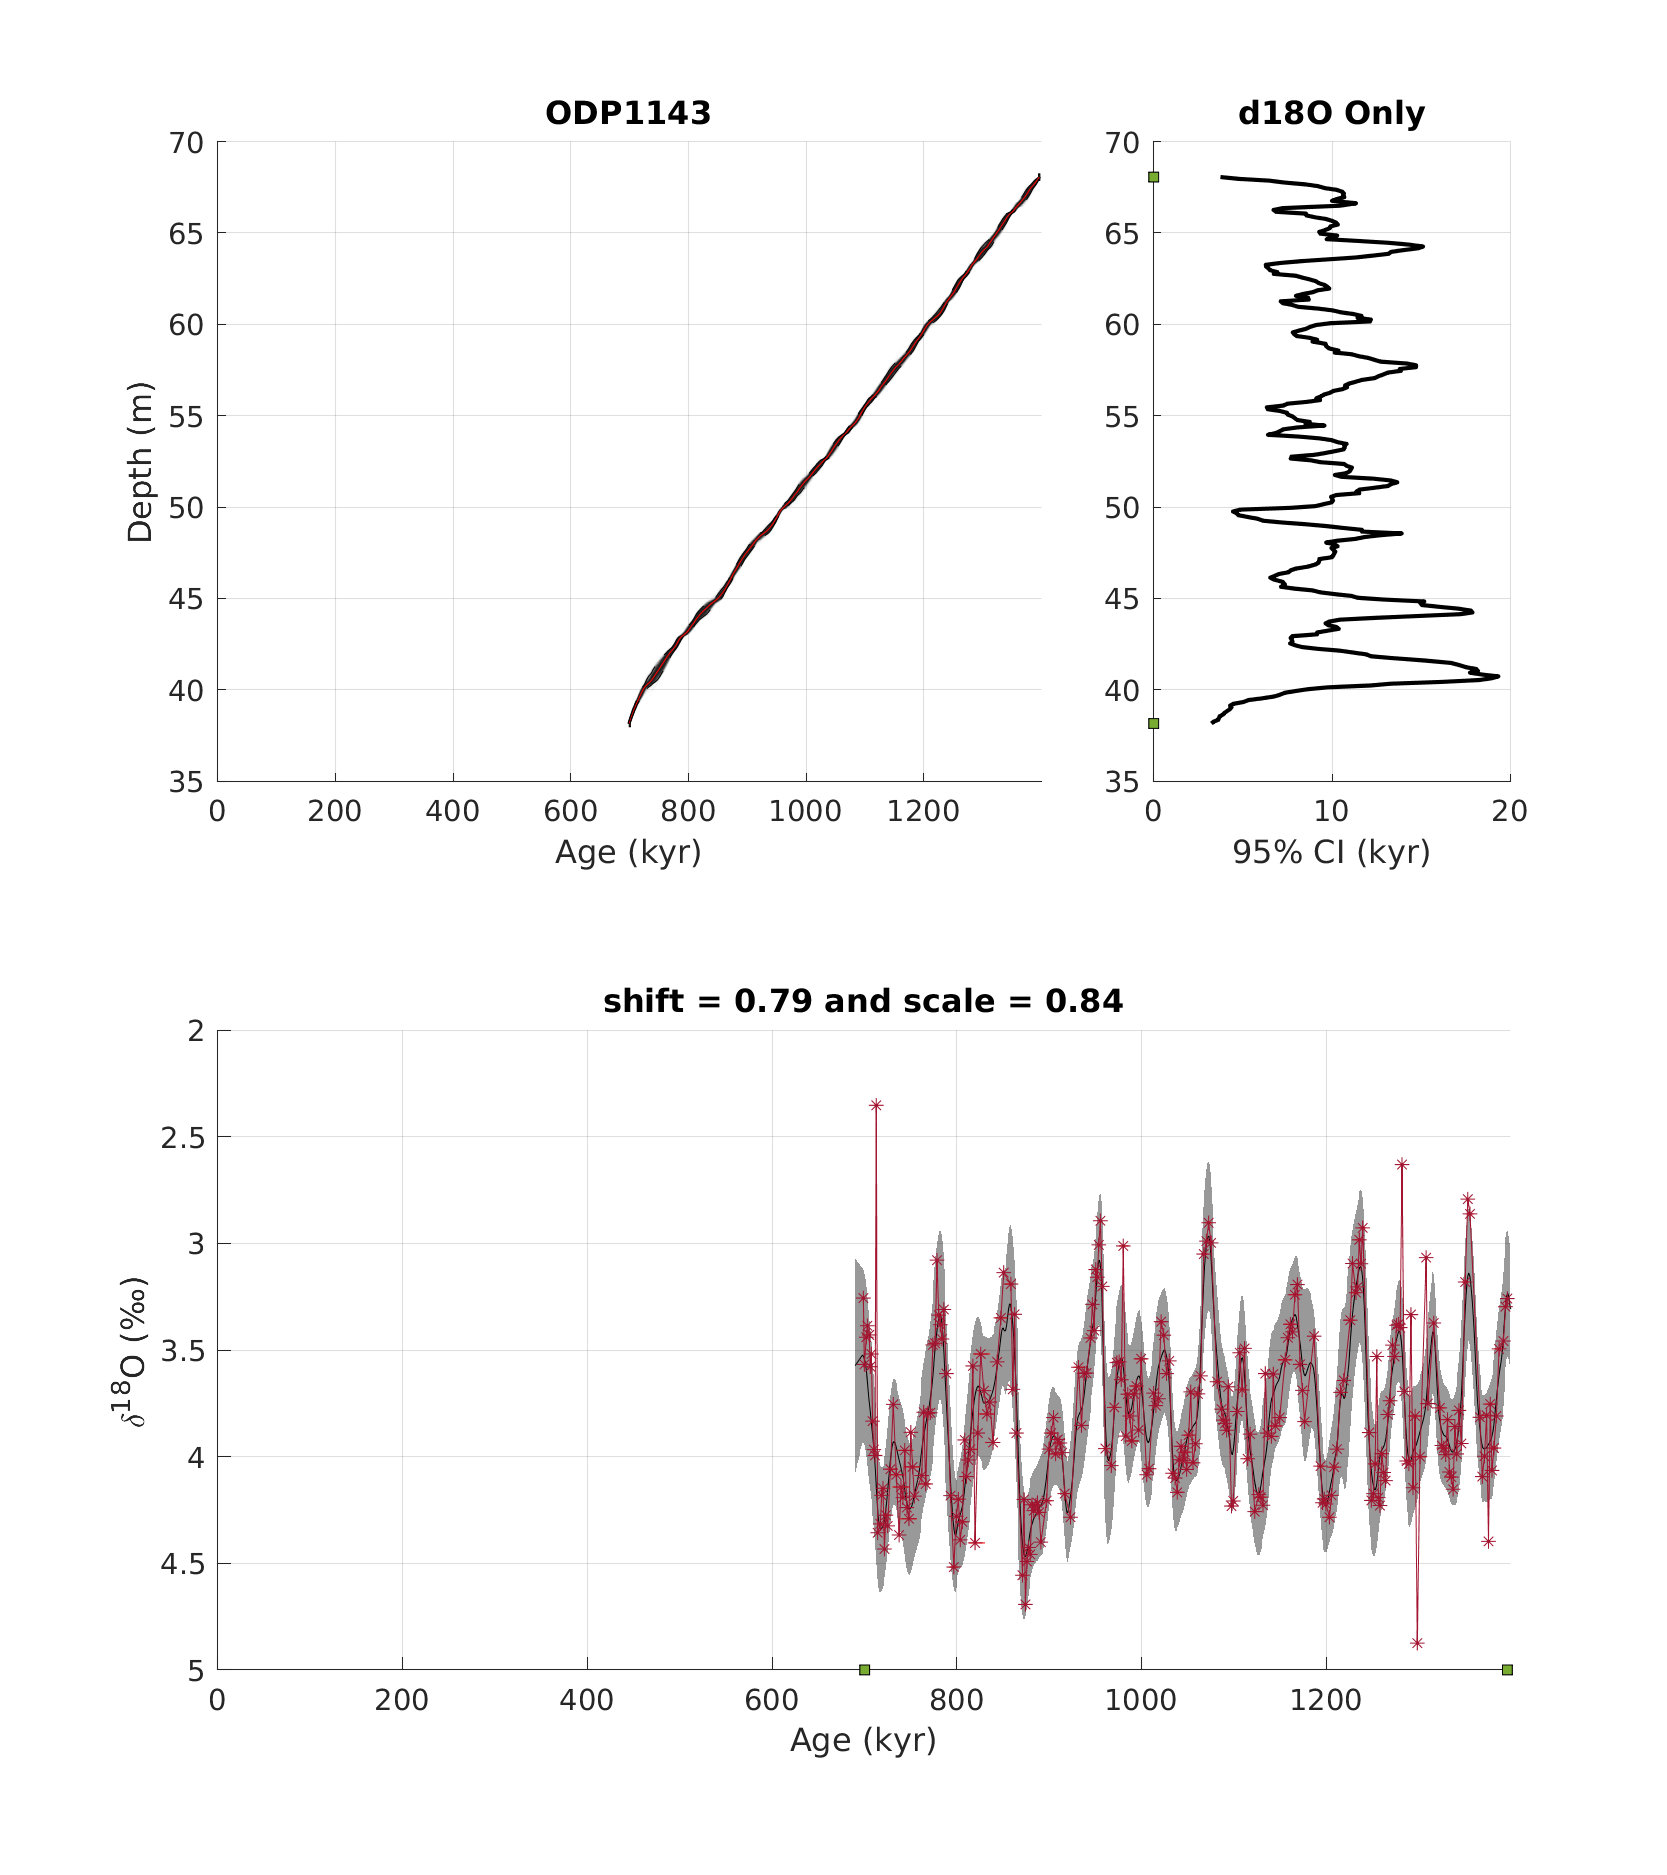 ODP1143
d18O Only
70
65
60
55
50
45
40
35
Depth (m)
0 200 400 600 800 1000 1200
Age (kyr)
70
65
60
55
50
45
40
35
0 10 20
95% CI (kyr)
shift = 0.79 and scale = 0.84
2
2.5
3
3.5
4
4.5
5
δ18O (‰)
0 200 400 600 800 1000 1200
Age (kyr)